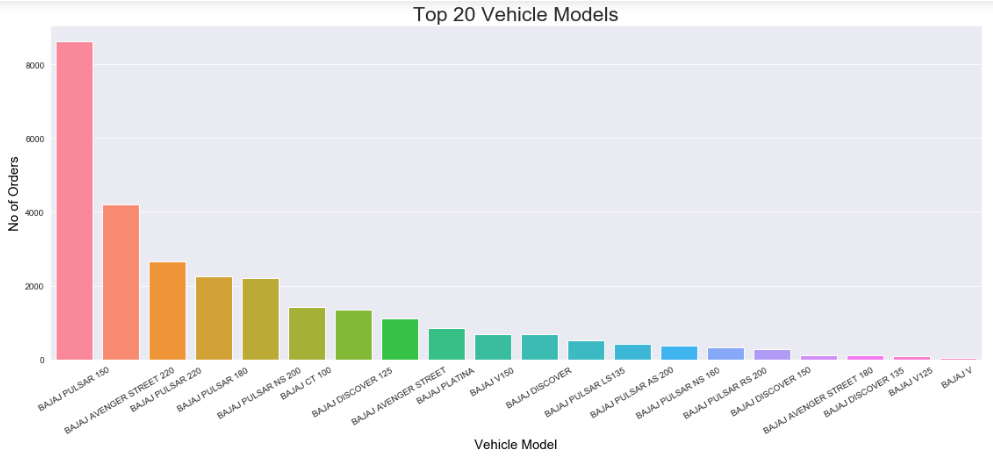 Top 20 Vehicle Models
No of Orders
8000
6000
4000
2000
0
BAJAJ PULSAR 150
BAJAJ AVENGER STREET 220
BAJAJ PULSAR 220
BAJAJ PULSAR 180
BAJAJ PULSAR NS 200
BAJAJ CT 100
BAJAJ DISCOVER 125
BAJAJ AVENGER STREET
BAJAJ PLATINA
BAJAJ V150
BAJAJ DISCOVER
BAJAJ PULSAR LS135
BAJAJ PULSAR AS 200
BAJAJ PULSAR NS 160
BAJAJ PULSAR RS 200
BAJAJ DISCOVER 150
BAJAJ AVENGER STREET 180
BAJAJ DISCOVER 135
BAJAJ V125
BAJAJ V
Vehicle Model